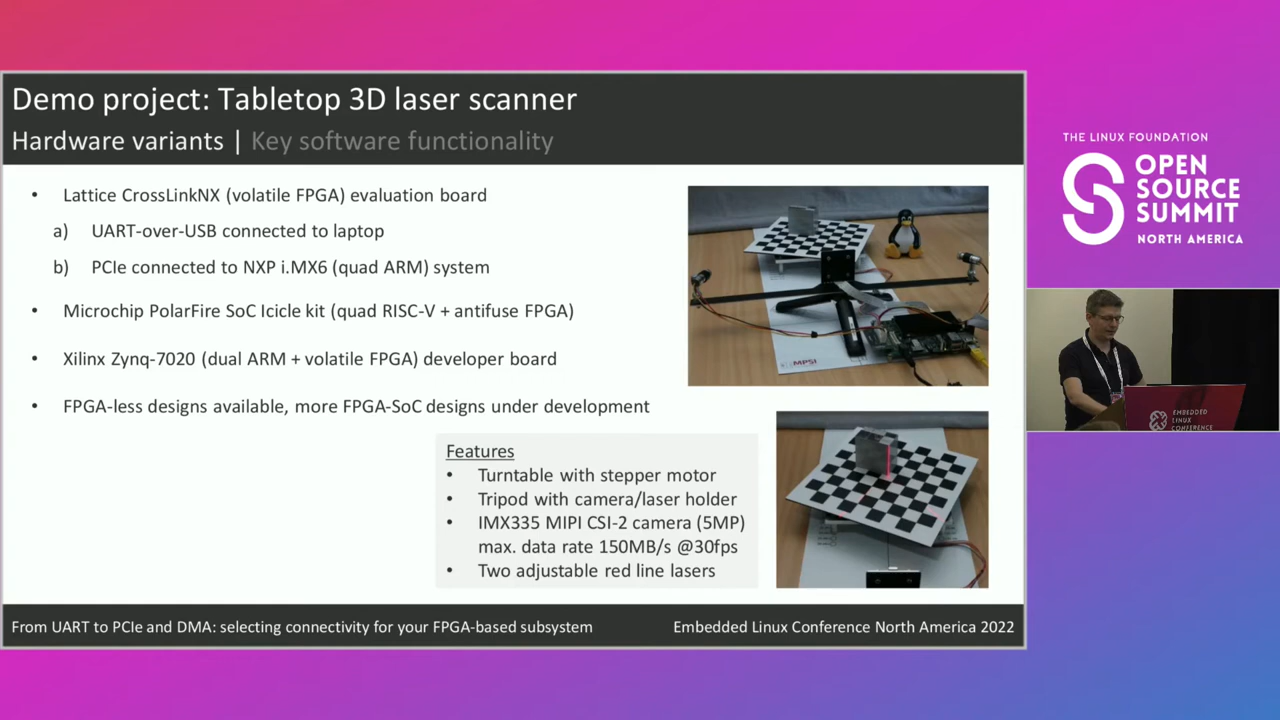 Demo project: Tabletop 3D laser scanner
Hardware variants | Key software functionality
• Lattice CrossLinkNX (volatile FPGA) evaluation board
a) UART-over-USB connected to laptop
b) PCIe connected to NXP i.MX6 (quad ARM) system
• Microchip PolarFire SoC Icicle kit (quad RISC-V + antifuse FPGA)
• Xilinx Zynq-7020 (dual ARM + volatile FPGA) developer board
• FPGA-less designs available, more FPGA-SoC designs under development
Features
• Turntable with stepper motor
• Tripod with camera/laser holder
• IMX335 MIPI CSI-2 camera (5MP)
max. data rate 150MB/s @30fps
• Two adjustable red line lasers
MPSI
From UART to PCIe and DMA: selecting connectivity for your FPGA-based subsystem
Embedded Linux Conference North America 2022
THE LINUX FOUNDATION
OPEN
SOURCE
SUMMIT
NORTH AMERICA
EMBEDDED
LINUX
CONFERENCE